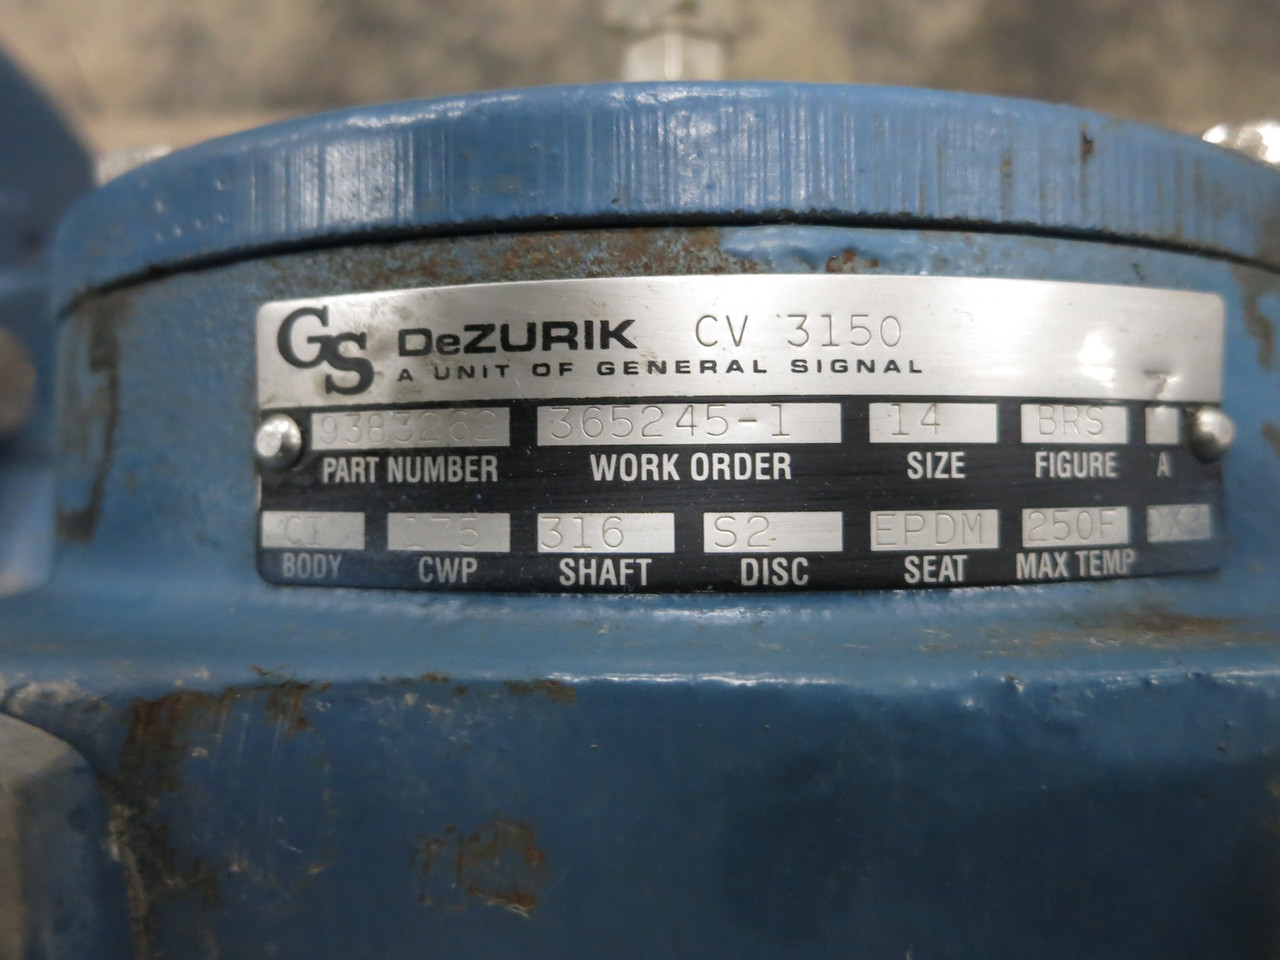 GS DeZURIK CV 3150
A UNIT OF GENERAL SIGNAL
9383262 365245-1 14 BRS
PART NUMBER WORK ORDER SIZE FIGURE A
CI 175 316 S2 EPDM 250F
BODY CWP SHAFT DISC SEAT MAX TEMP